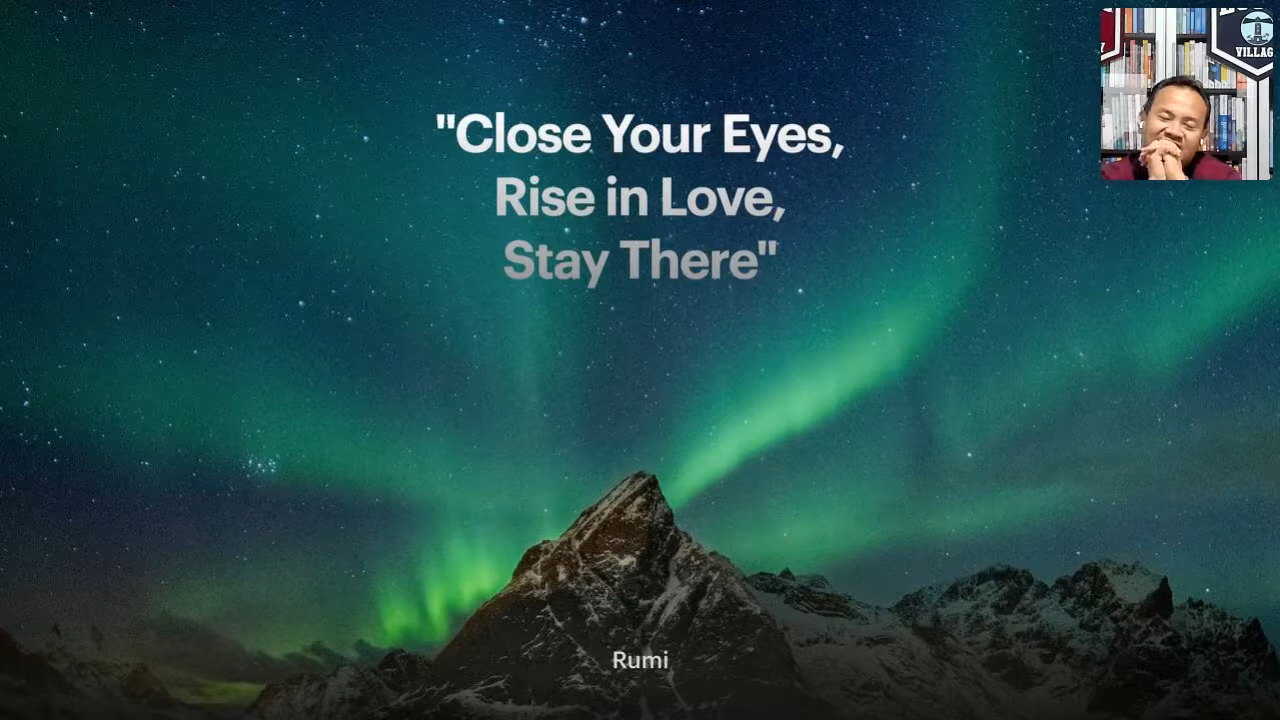 "Close Your Eyes,
Rise in Love,
Stay There"
Rumi
VILLAG